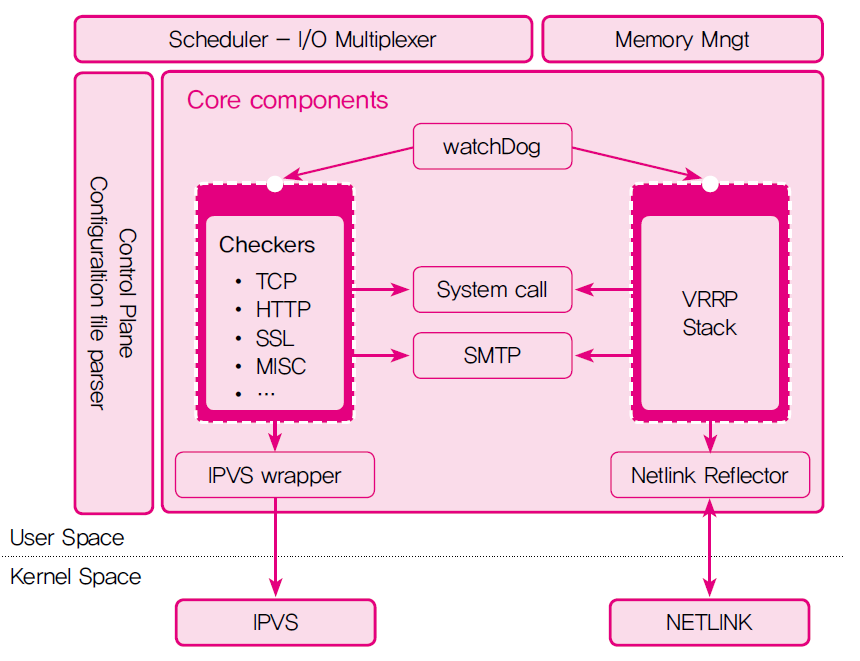 Scheduler – I/O Multiplexer
Memory Mngt
Control Plane
Configuraltion file parser
Core components
watchDog
Checkers
• TCP
• HTTP
• SSL
• MISC
• ···
System call
SMTP
VRRP
Stack
IPVS wrapper
Netlink Reflector
User Space
Kernel Space
IPVS
NETLINK